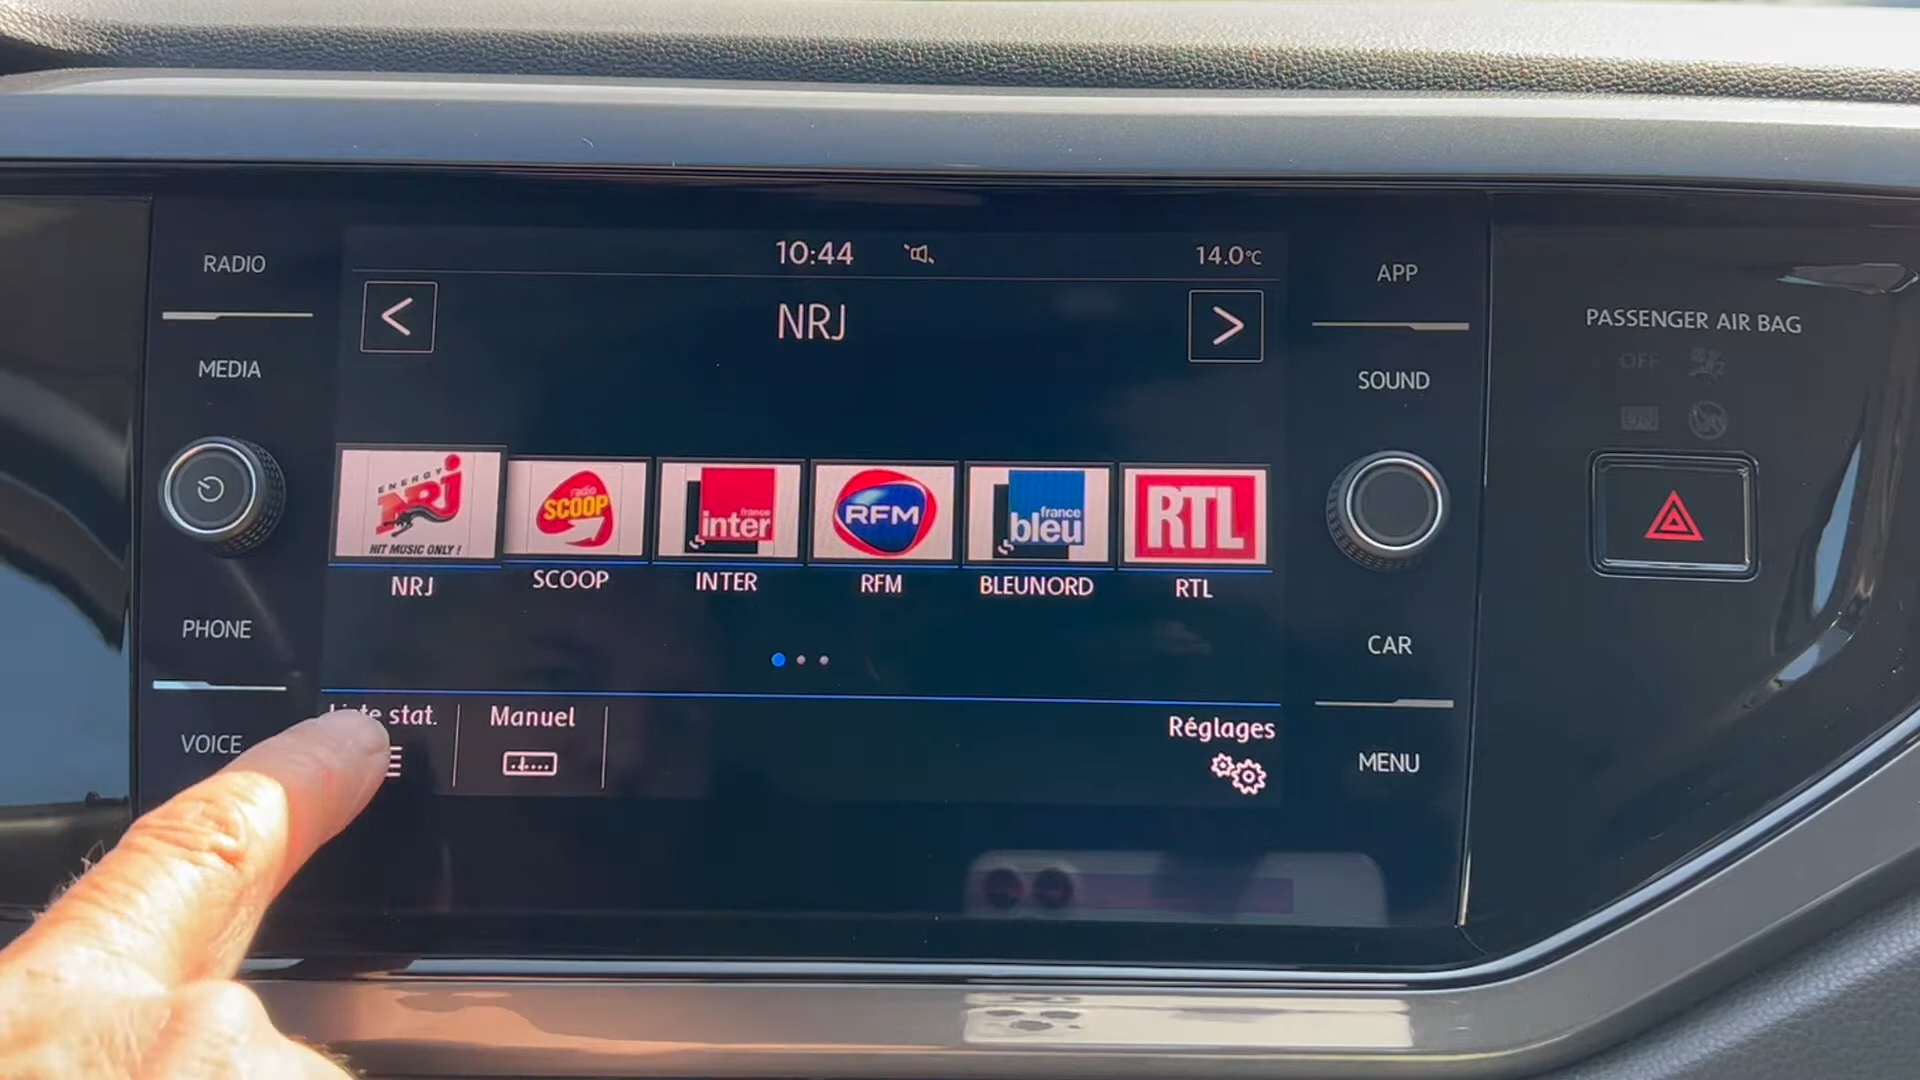 10:44
14.0°C
RADIO
APP
<
NRJ
>
PASSENGER AIR BAG
OFF
MEDIA
SOUND
ENERGY
NRJ
HIT MUSIC ONLY !
radio
SCOOP
france
inter
RFM
france
bleu
RTL
NRJ
SCOOP
INTER
RFM
BLEUNORD
RTL
PHONE
CAR
stat.
Manuel
Réglages
VOICE
MENU